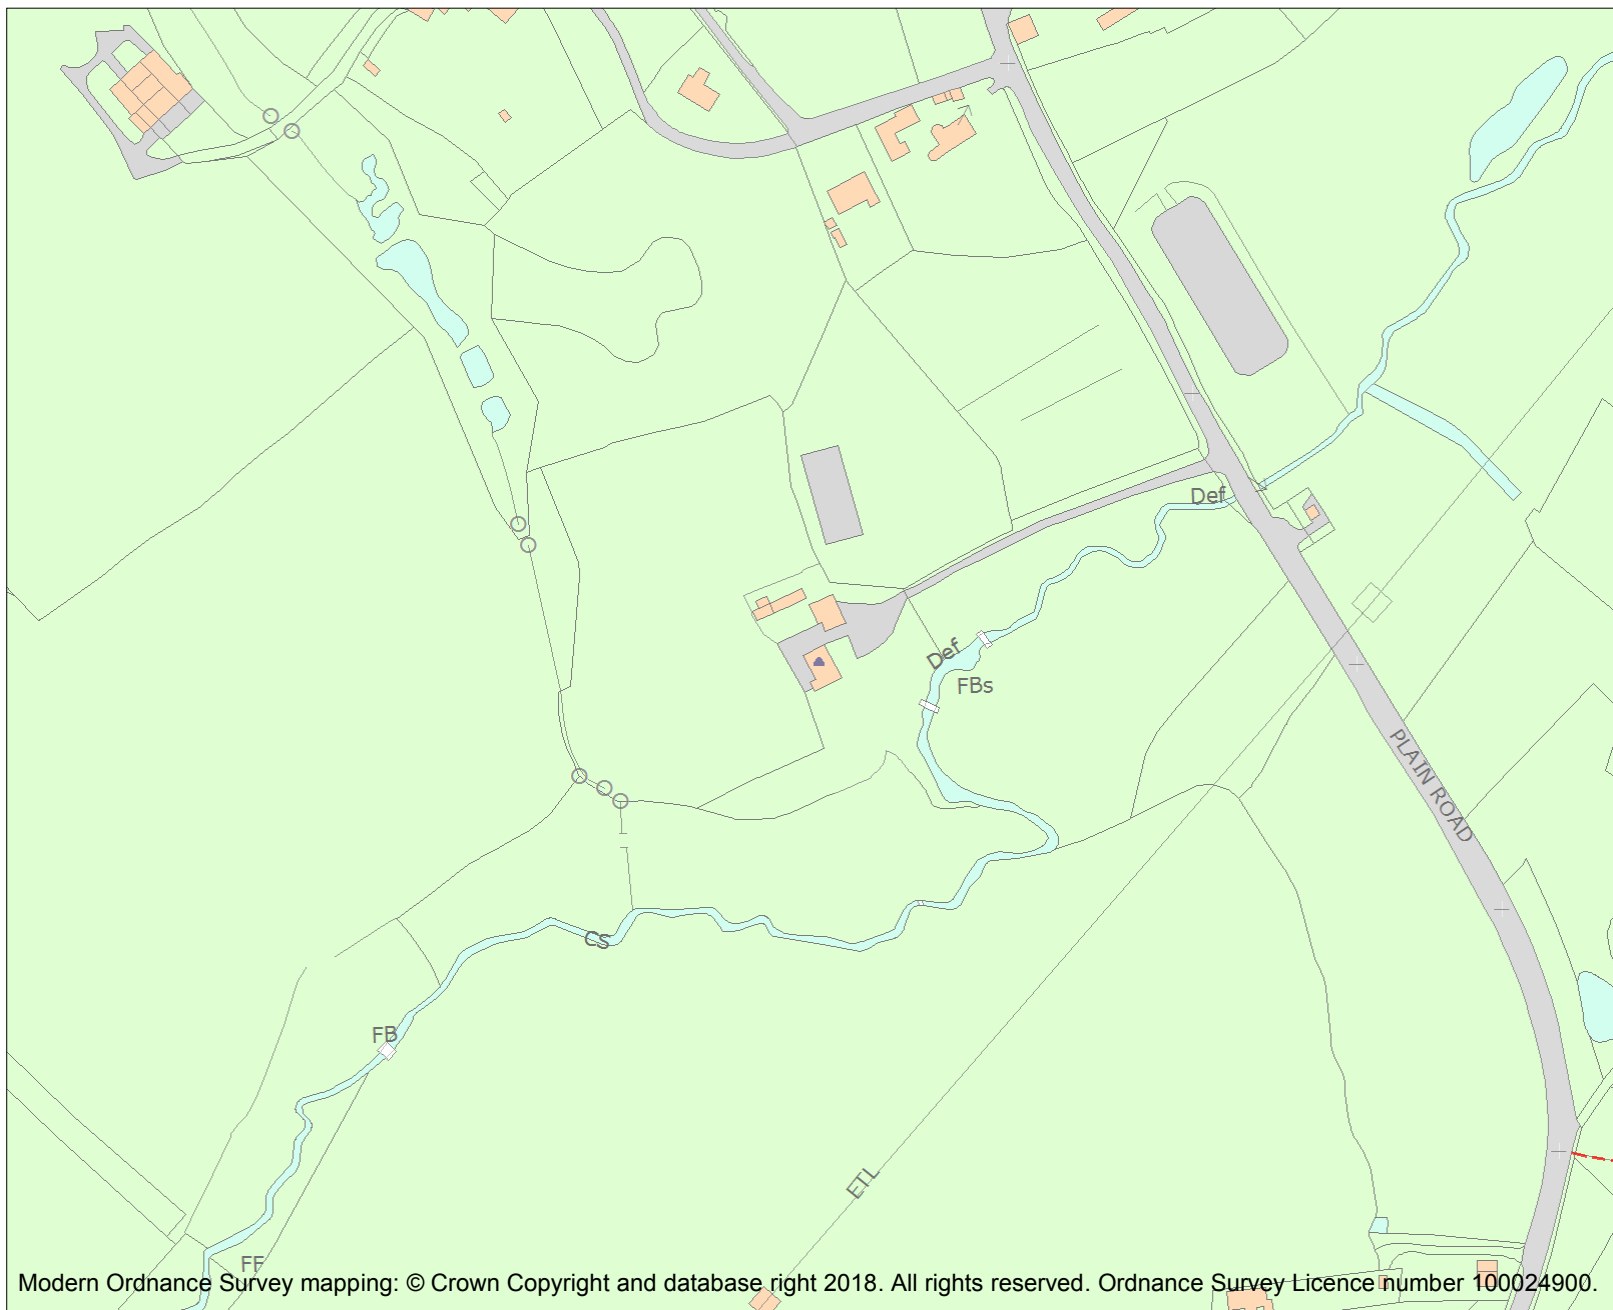 Def
Def
FBs
PLAIN ROAD
CS
FB
ETL
FF
Modern Ordnance Survey mapping: © Crown Copyright and database right 2018. All rights reserved. Ordnance Survey Licence number 100024900.